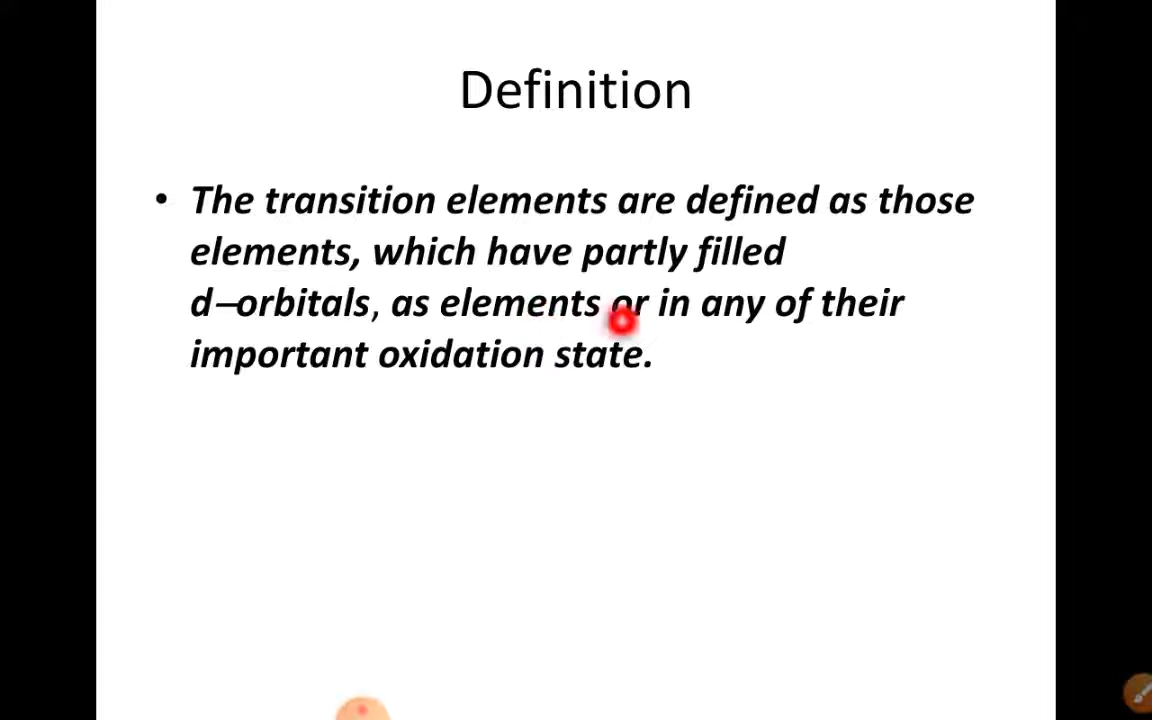 Definition
• The transition elements are defined as those
elements, which have partly filled
d–orbitals, as elements or in any of their
important oxidation state.